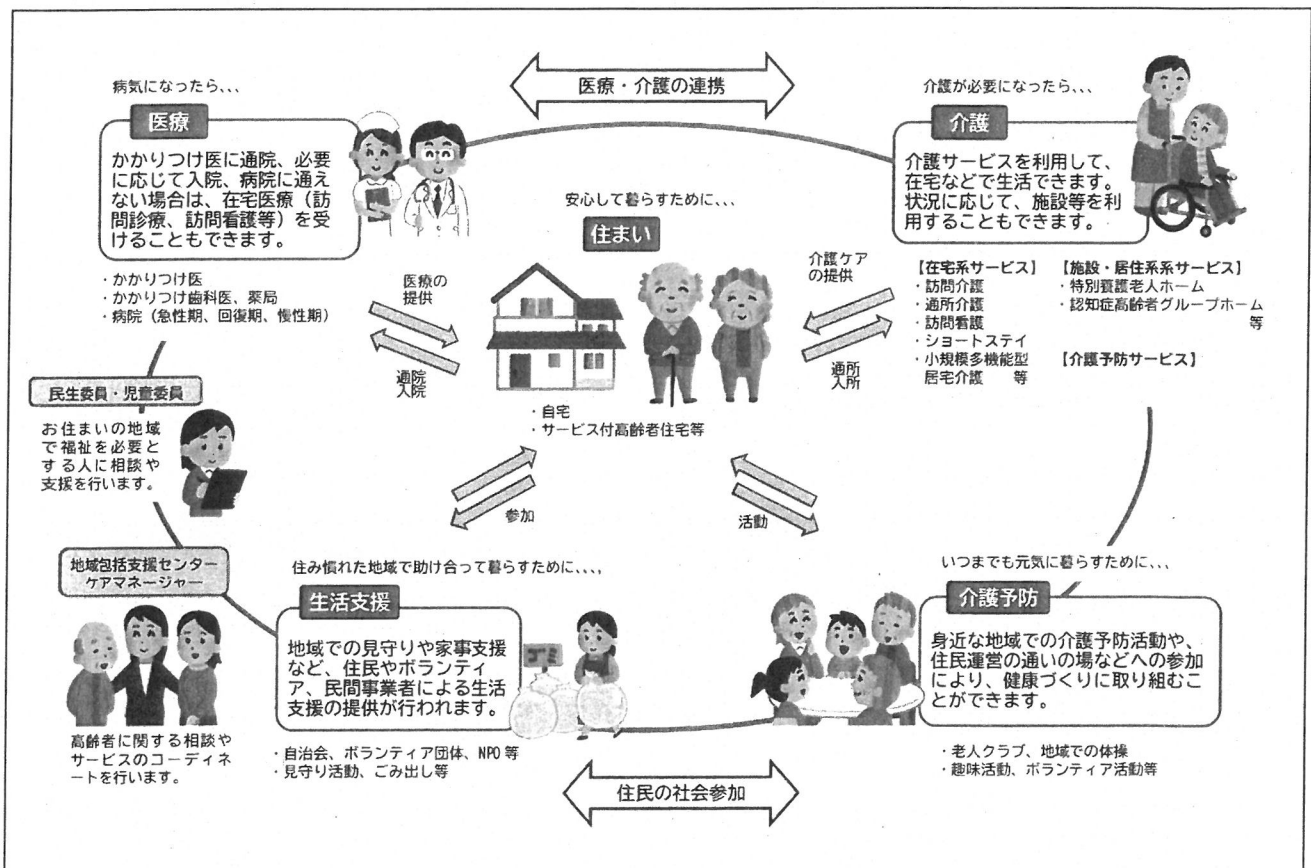 医療・介護の連携
病気になったら、、、
医療
かかりつけ医に通院、必要
に応じて入院、病院に通え
ない場合は、在宅医療（訪
問診療、訪問看護等）を受
けることもできます。
・かかりつけ医
・かかりつけ歯科医、薬局
・病院（急性期、回復期、慢性期）
介護が必要になったら、、、
介護
介護サービスを利用して、
在宅などで生活できます。
状況に応じて、施設等を利
用することもできます。
【在宅系サービス】
・訪問介護
・通所介護
・訪問看護
・ショートステイ
・小規模多機能型
居宅介護　等
【施設・居住系系サービス】
・特別養護老人ホーム
・認知症高齢者グループホーム
等
【介護予防サービス】
安心して暮らすために、、、
住まい
・自宅
・サービス付高齢者住宅等
医療の
提供
通院
入院
介護ケア
の提供
通所
入所
参加
活動
民生委員・児童委員
お住まいの地域
で福祉を必要と
する人に相談や
支援を行います。
地域包括支援センター
ケアマネージャー
高齢者に関する相談や
サービスのコーディネ
ートを行います。
住み慣れた地域で助け合って暮らすために、、、,
生活支援
地域での見守りや家事支援
など、住民やボランティ
ア、民間事業者による生活
支援の提供が行われます。
・自治会、ボランティア団体、NPO 等
・見守り活動、ごみ出し等
ゴミ
いつまでも元気に暮らすために、、、
介護予防
身近な地域での介護予防活動や、
住民運営の通いの場などへの参加
により、健康づくりに取り組むこ
とができます。
・老人クラブ、地域での体操
・趣味活動、ボランティア活動等
住民の社会参加